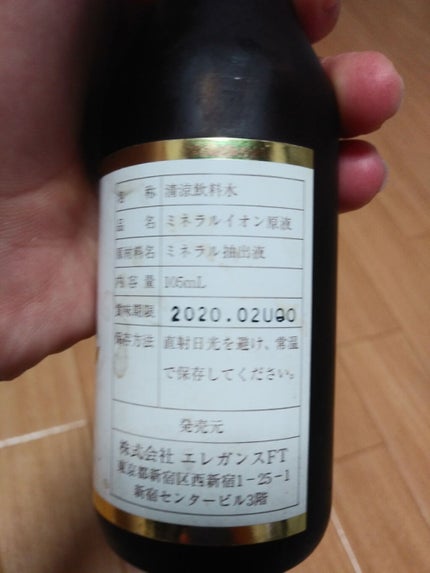 名称 清涼飲料水
品名 ミネラルイオン原液
原材料名 ミネラル抽出液
内容量 105mL
賞味期限 2020.02UQO
保存方法 直射日光を避け、常温
で保存してください。
発売元
株式会社 エレガンスFT
東京都新宿区西新宿1-25-1
新宿センタービル3階